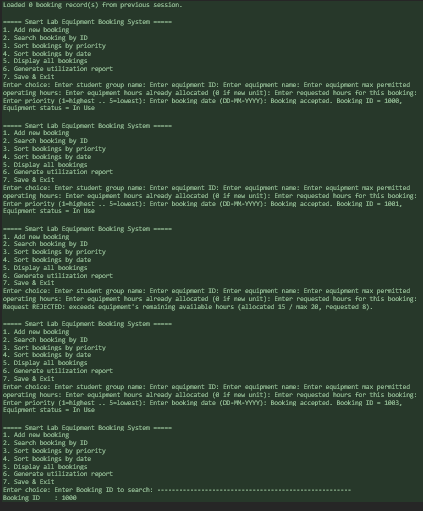 Loaded 0 booking record(s) from previous session.
===== Smart Lab Equipment Booking System =====
1. Add new booking
2. Search booking by ID
3. Sort bookings by priority
4. Sort bookings by date
5. Display all bookings
6. Generate utilization report
7. Save & Exit
Enter choice: Enter student group name: Enter equipment ID: Enter equipment name: Enter equipment max permitted
operating hours: Enter equipment hours already allocated (0 if new unit): Enter requested hours for this booking:
Enter priority (1=highest .. 5=lowest): Enter booking date (DD-MM-YYYY): Booking accepted. Booking ID = 1000,
Equipment status = In Use
===== Smart Lab Equipment Booking System =====
1. Add new booking
2. Search booking by ID
3. Sort bookings by priority
4. Sort bookings by date
5. Display all bookings
6. Generate utilization report
7. Save & Exit
Enter choice: Enter student group name: Enter equipment ID: Enter equipment name: Enter equipment max permitted
operating hours: Enter equipment hours already allocated (0 if new unit): Enter requested hours for this booking:
Enter priority (1=highest .. 5=lowest): Enter booking date (DD-MM-YYYY): Booking accepted. Booking ID = 1001,
Equipment status = In Use
===== Smart Lab Equipment Booking System =====
1. Add new booking
2. Search booking by ID
3. Sort bookings by priority
4. Sort bookings by date
5. Display all bookings
6. Generate utilization report
7. Save & Exit
Enter choice: Enter student group name: Enter equipment ID: Enter equipment name: Enter equipment max permitted
operating hours: Enter equipment hours already allocated (0 if new unit): Enter requested hours for this booking:
Request REJECTED: exceeds equipment's remaining available hours (allocated 15 / max 20, requested 8).
===== Smart Lab Equipment Booking System =====
1. Add new booking
2. Search booking by ID
3. Sort bookings by priority
4. Sort bookings by date
5. Display all bookings
6. Generate utilization report
7. Save & Exit
Enter choice: Enter student group name: Enter equipment ID: Enter equipment name: Enter equipment max permitted
operating hours: Enter equipment hours already allocated (0 if new unit): Enter requested hours for this booking:
Enter priority (1=highest .. 5=lowest): Enter booking date (DD-MM-YYYY): Booking accepted. Booking ID = 1003,
Equipment status = In Use
===== Smart Lab Equipment Booking System =====
1. Add new booking
2. Search booking by ID
3. Sort bookings by priority
4. Sort bookings by date
5. Display all bookings
6. Generate utilization report
7. Save & Exit
Enter choice: Enter Booking ID to search: -----------------------------------------------------
Booking ID : 1000